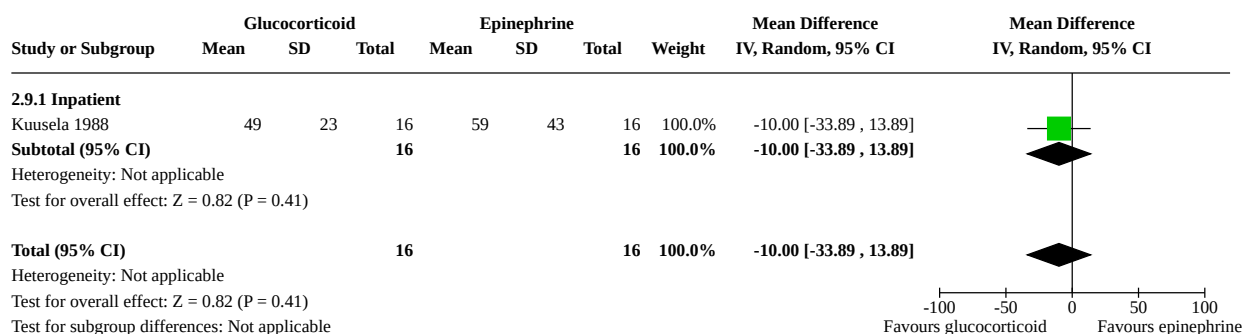 Glucocorticoid Epinephrine Mean Difference Mean Difference
Study or Subgroup Mean SD Total Mean SD Total Weight IV, Random, 95% CI IV, Random, 95% CI
2.9.1 Inpatient
Kuusela 1988 49 23 16 59 43 16 100.0% -10.00 [-33.89 , 13.89]
Subtotal (95% CI) 16 16 100.0% -10.00 [-33.89 , 13.89]
Heterogeneity: Not applicable
Test for overall effect: Z = 0.82 (P = 0.41)
Total (95% CI) 16 16 100.0% -10.00 [-33.89 , 13.89]
Heterogeneity: Not applicable
Test for overall effect: Z = 0.82 (P = 0.41)
-100 -50 0 50 100
Test for subgroup differences: Not applicable Favours glucocorticoid Favours epinephrine